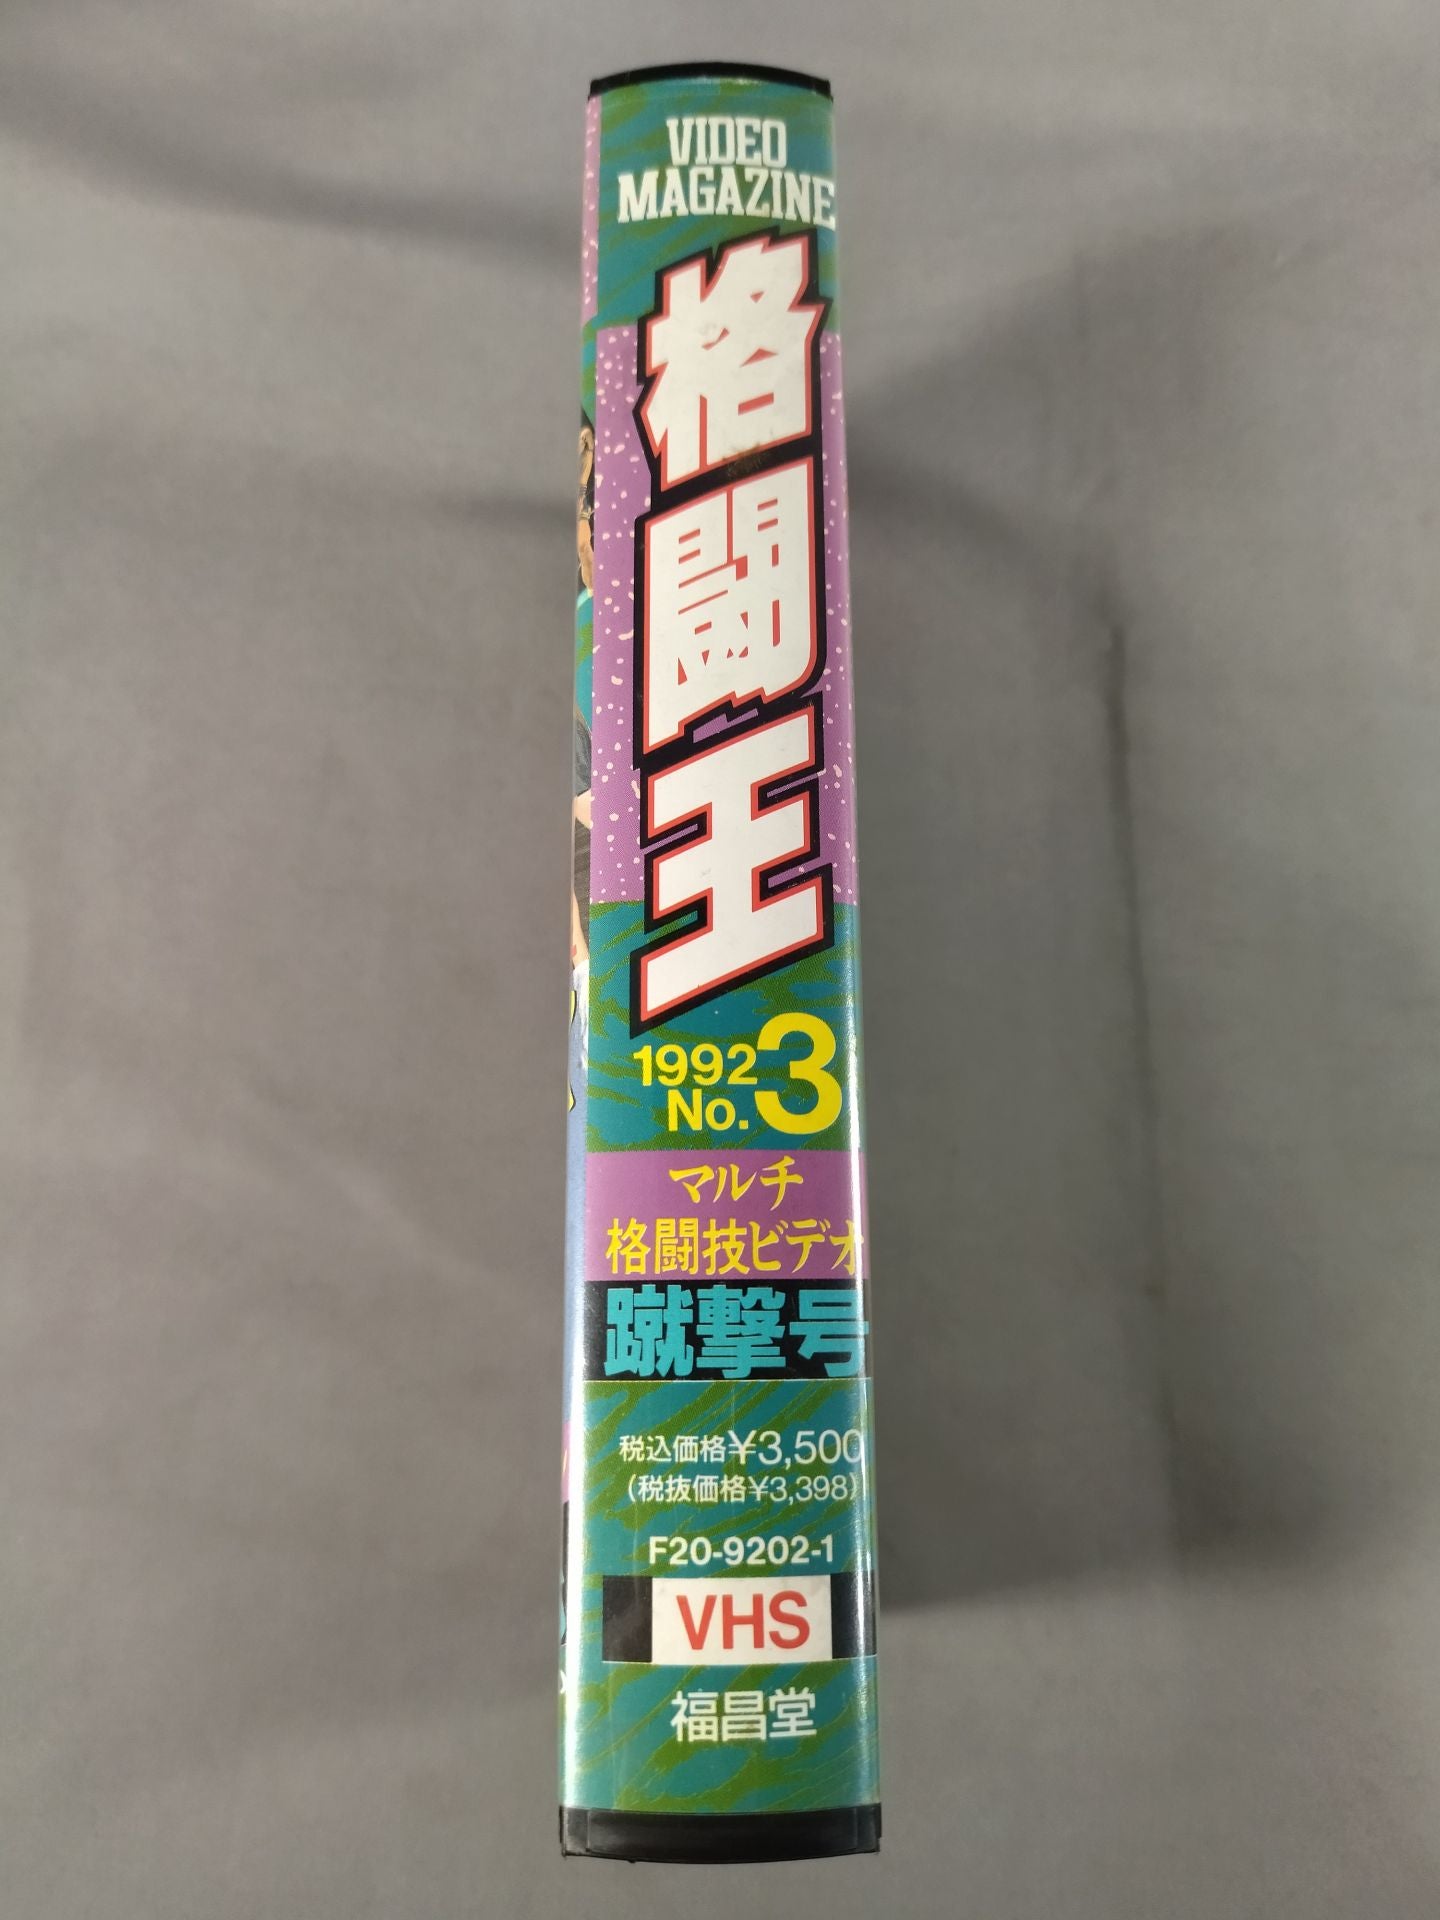 VIDEO
MAGAZINE
格闘王
1992
No.3
マルチ
格闘技ビデオ
蹴撃号
税込価格¥3,500
(税抜価格¥3,398)
F20-9202-1
VHS
福昌堂